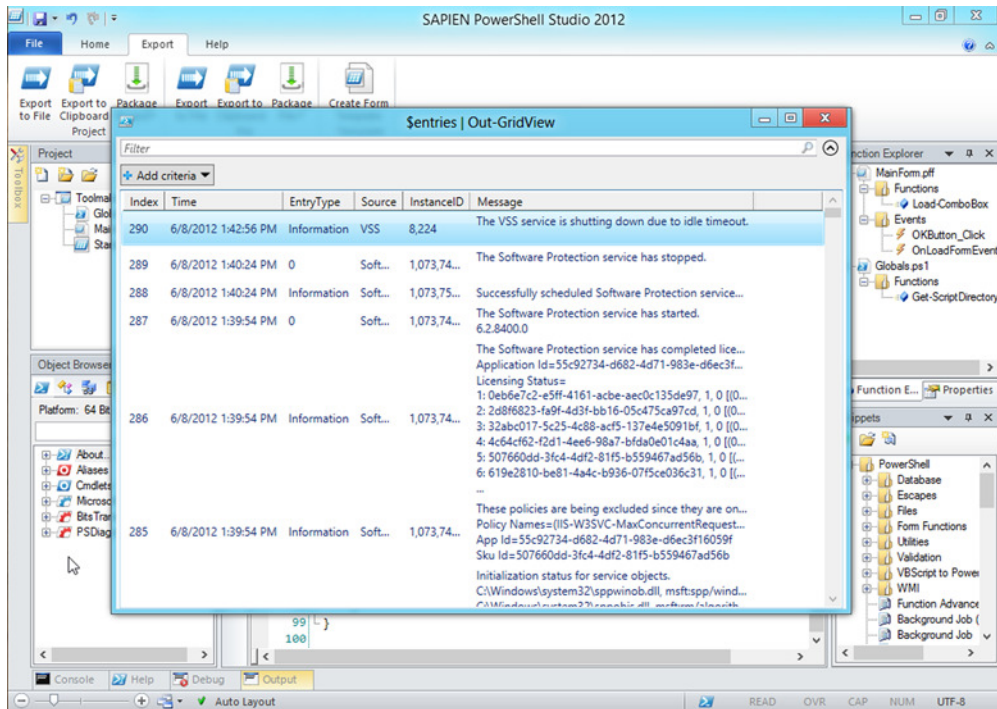 SAPIEN PowerShell Studio 2012
File Home Export Help
Export to File
Export to Clipboard
Package
Export
Export to
Package
Create Form
Project
$entries | Out-GridView
Filter
Add criteria
Index Time EntryType Source InstanceID Message
290 6/8/2012 1:42:56 PM Information VSS 8,224 The VSS service is shutting down due to idle timeout.
289 6/8/2012 1:40:24 PM 0 Soft... 1,073,74... The Software Protection service has stopped.
288 6/8/2012 1:40:24 PM Information Soft... 1,073,75... Successfully scheduled Software Protection service...
287 6/8/2012 1:39:54 PM 0 Soft... 1,073,74... The Software Protection service has started.
6.2.8400.0
286 6/8/2012 1:39:54 PM Information Soft... 1,073,74...
The Software Protection service has completed lice...
Application Id=55c92734-d682-4d71-983e-d6ec3f...
Licensing Status=
1: 0eb6e7c2-e5ff-4161-acbe-aec0c135de97, 1, 0 [(0...
2: 2d8f6823-fa9f-4d3f-bb16-05c475ca97cd, 1, 0 [(0...
3: 32abc017-5c25-4c88-acf5-137e4e5091bf, 1, 0 [(0...
4: 4c64cf62-f2d1-4ee6-98a7-bfda0e01c4aa, 1, 0 [(0...
5: 507660dd-3fc4-4df2-81f5-b559467ad56b, 1, 0 [(...
6: 619e2810-be81-4a4c-b936-07f5ce036c31, 1, 0 [(...
...
285 6/8/2012 1:39:54 PM Information Soft... 1,073,74...
These policies are being excluded since they are on...
Policy Names=(IIS-W3SVC-MaxConcurrentRequest...
App Id=55c92734-d682-4d71-983e-d6ec3f16059f
Sku Id=507660dd-3fc4-4df2-81f5-b559467ad56b
Initialization status for service objects.
C:\Windows\system32\sppwinob.dll, msft:spp/wind...
Toolbox
Project
Object Browser
Platform: 64 Bit
About
Aliases
Cmdlets
Function Explorer
MainForm.pff
Functions
Load-ComboBox
Events
OKButton_Click
OnLoadFormEvent
Globals.ps1
Functions
Get-ScriptDirectory
Function E... Properties
PowerShell
Database
Escapes
Files
Form Functions
Utilities
Validation
VBScript to Power
WMI
Function Advance
Background Job (
Background Job
99 }
100
Console Help Debug Output
Auto Layout READ OVR CAP NUM UTF-8